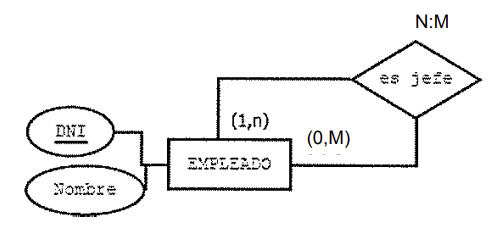 N:M
es jefe
(1,n)
(0,M)
DNI
EMPLEADO
Nombre